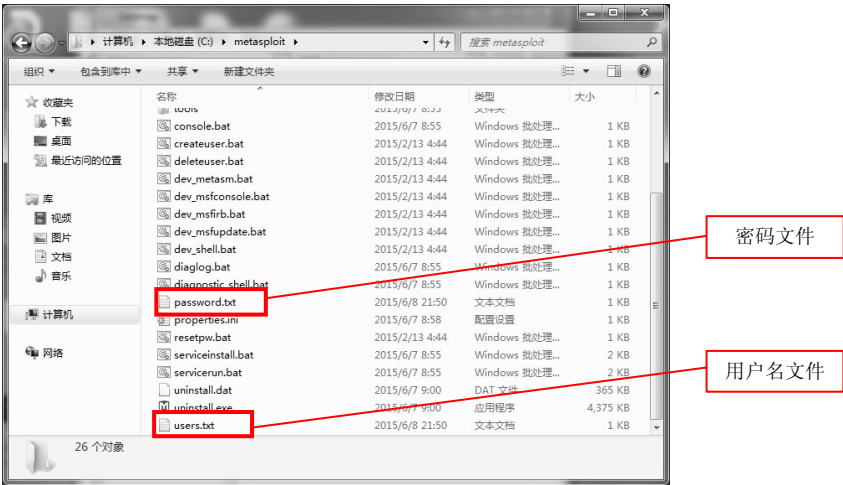 计算机 本地磁盘 (C:) metasploit 搜索 metasploit
组织 包含到库中 共享 新建文件夹
收藏夹
下载
桌面
最近访问的位置
库
视频
图片
文档
音乐
计算机
网络
名称 修改日期 类型 大小
tools 2015/6/7 8:55 文件夹
console.bat 2015/6/7 8:55 Windows 批处理... 1 KB
createuser.bat 2015/2/13 4:44 Windows 批处理... 1 KB
deleteuser.bat 2015/2/13 4:44 Windows 批处理... 1 KB
dev_metasm.bat 2015/2/13 4:44 Windows 批处理... 1 KB
dev_msfconsole.bat 2015/2/13 4:44 Windows 批处理... 1 KB
dev_msfirb.bat 2015/2/13 4:44 Windows 批处理... 1 KB
dev_msfupdate.bat 2015/2/13 4:44 Windows 批处理... 1 KB
dev_shell.bat 2015/2/13 4:44 Windows 批处理... 1 KB
diaglog.bat 2015/6/7 8:55 Windows 批处理... 1 KB
diagnostic_shell.bat 2015/6/7 8:55 Windows 批处理... 1 KB
password.txt 2015/6/8 21:50 文本文档 1 KB
properties.ini 2015/6/7 8:58 配置设置 1 KB
resetpw.bat 2015/2/13 4:44 Windows 批处理... 1 KB
serviceinstall.bat 2015/6/7 8:55 Windows 批处理... 2 KB
servicerun.bat 2015/6/7 8:55 Windows 批处理... 2 KB
uninstall.dat 2015/6/7 9:00 DAT 文件 365 KB
uninstall.exe 2015/6/7 9:00 应用程序 4,375 KB
users.txt 2015/6/8 21:50 文本文档 1 KB
26 个对象
密码文件
用户名文件